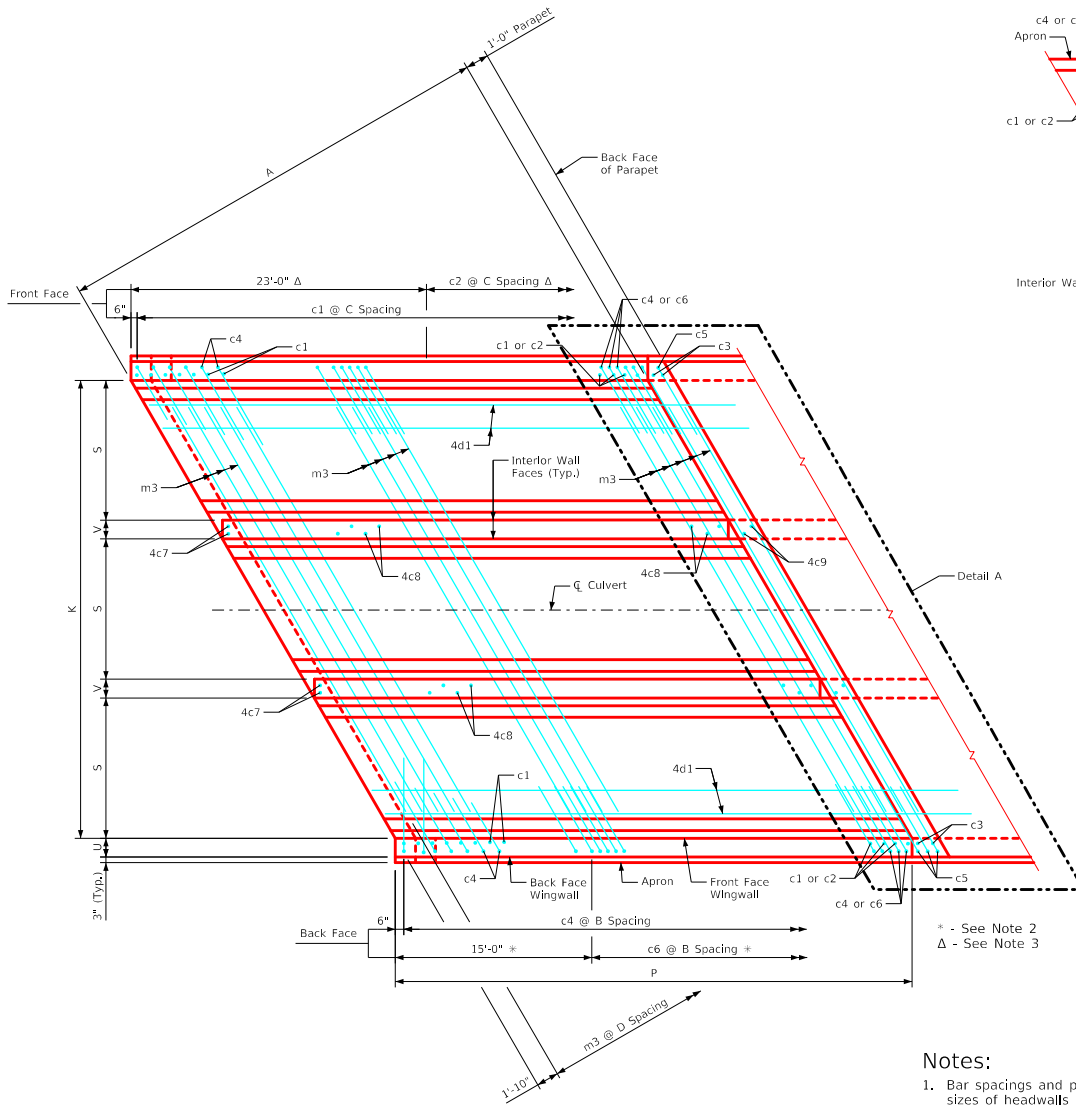 1'-0" Parapet
c4 or c
Apron
c1 or c2
A
Back Face
of Parapet
23'-0" Δ
c2 @ C Spacing Δ
Front Face
6"
c1 @ C Spacing
c4 or c6
Interior Wa
c1 or c2
c5
c3
c4
c1
S
4d1
m3
m3
Interior Wall
Faces (Typ.)
m3
V
4c7
4c8
4c8
4c9
Detail A
K
S
℄ Culvert
V
4c7
4c8
S
4d1
c1
U
c3
c4
Back Face
Wingwall
Apron
Front Face
Wingwall
c1 or c2
c5
c4 or c6
3" (Typ.)
6"
c4 @ B Spacing
Back Face
15'-0" *
c6 @ B Spacing *
* - See Note 2
Δ - See Note 3
P
m3 @ D Spacing
1'-10"
Notes:
1. Bar spacings and p
sizes of headwalls